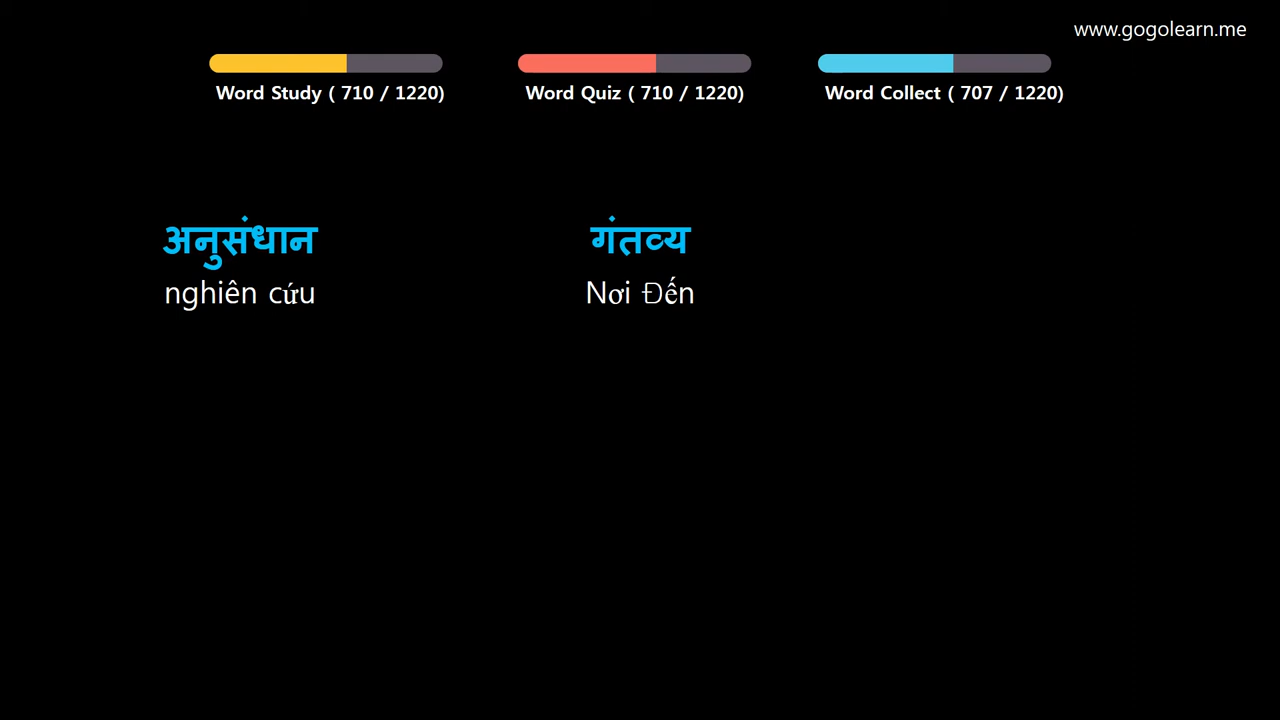 www.gogolearn.me
Word Study ( 710 / 1220)
Word Quiz ( 710 / 1220)
Word Collect ( 707 / 1220)
अनुसंधान
nghiên cứu
गंतव्य
Nơi Đến